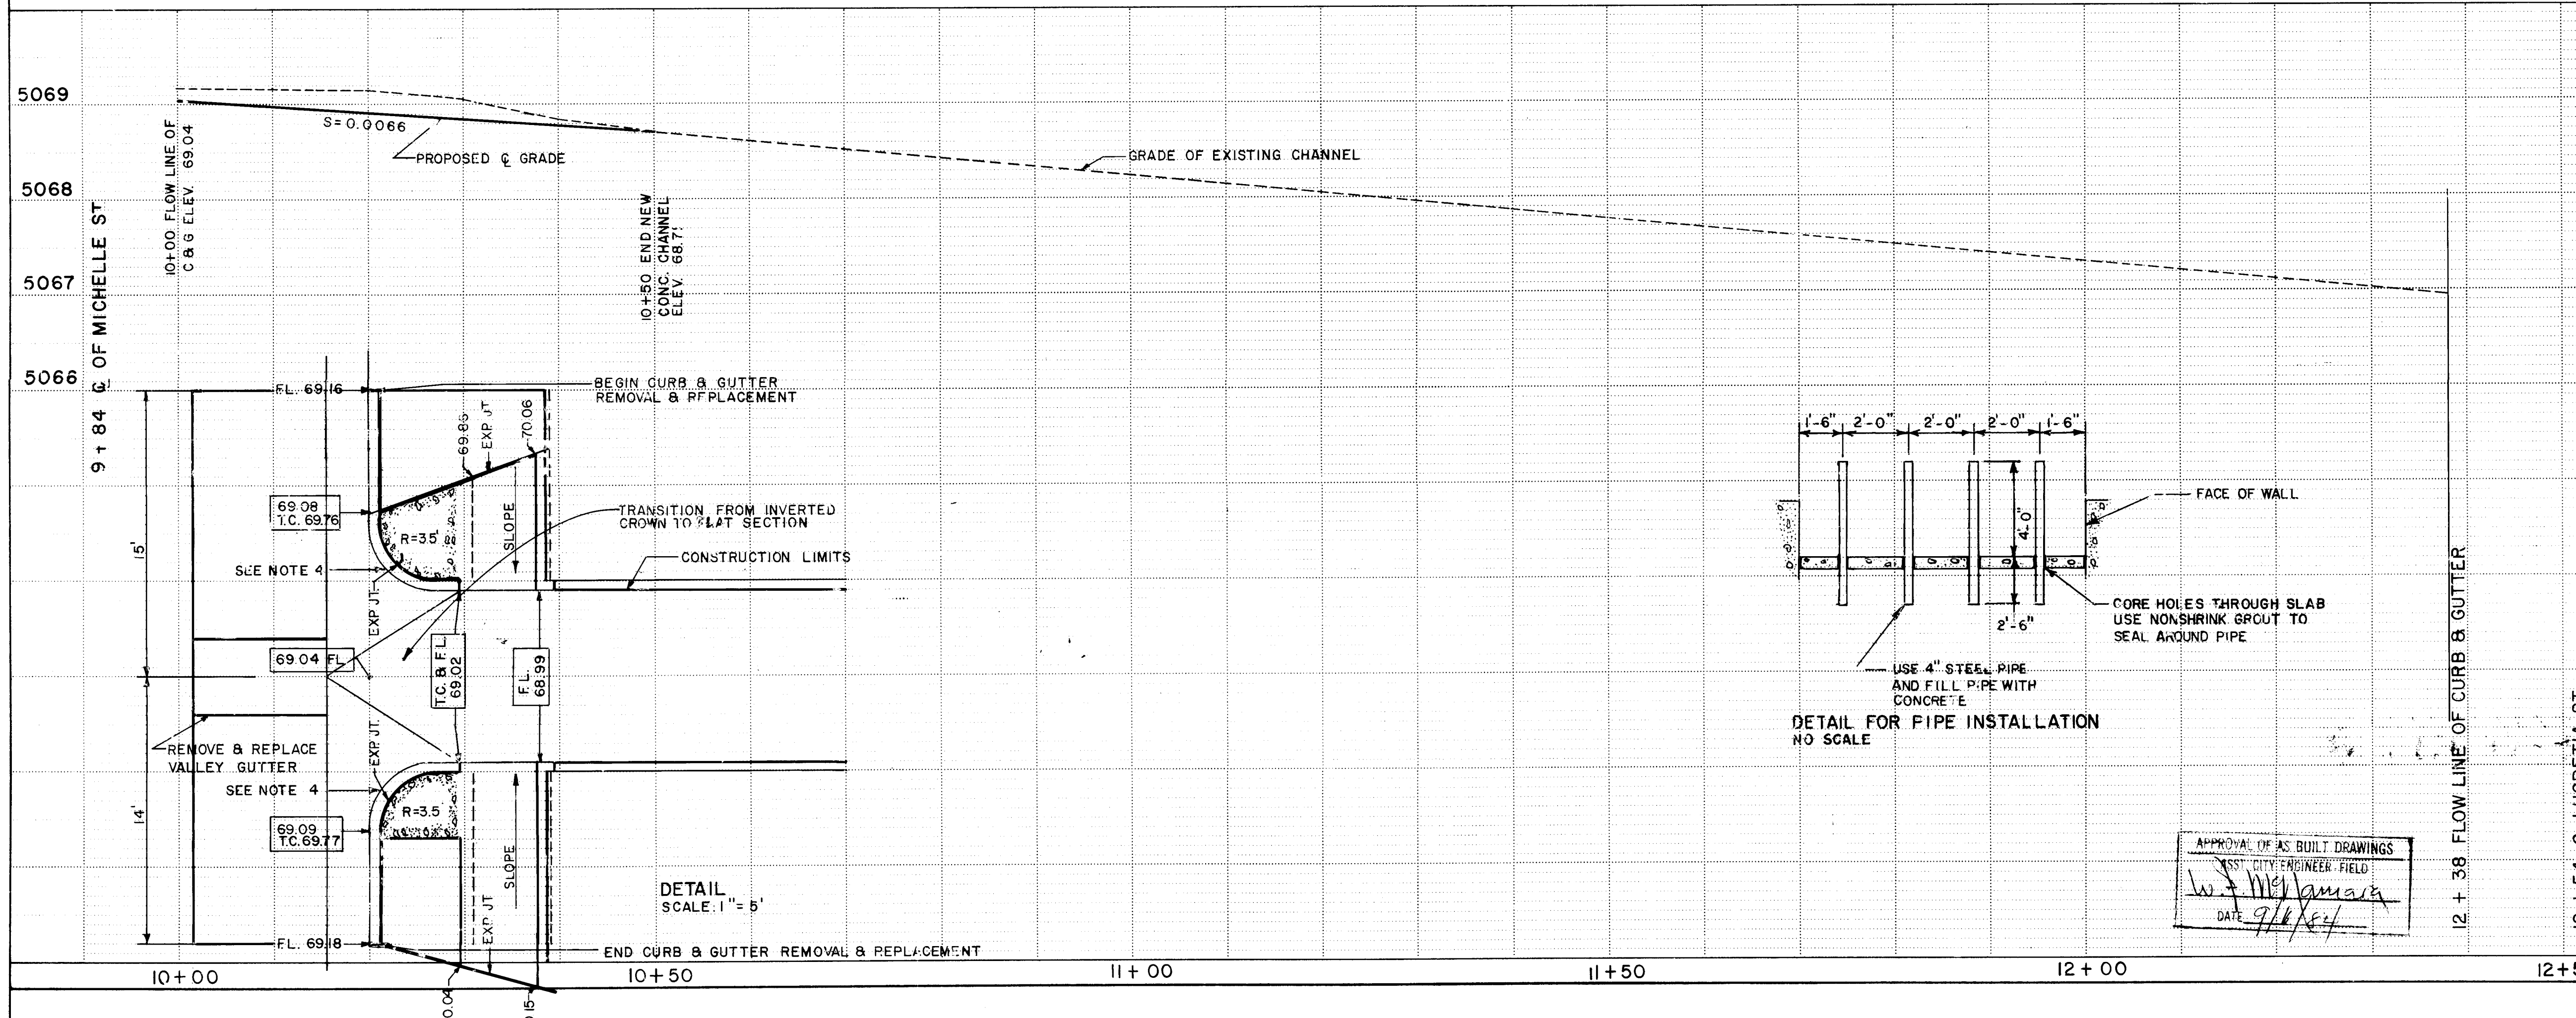 5069
5068
5067
5066
9+84 ℄ OF MICHELLE ST
10+00 FLOW LINE OF
C & G ELEV. 69.04
S=0.0066
PROPOSED ℄ GRADE
10+50 END NEW
CONC. CHANNEL
ELEV. 68.71
GRADE OF EXISTING CHANNEL
F.L. 69.16
BEGIN CURB & GUTTER
REMOVAL & REPLACEMENT
EXP JT
70.06
69.08
T.C. 69.76
R=3.5'
SLOPE
TRANSITION FROM INVERTED
CROWN TO FLAT SECTION
CONSTRUCTION LIMITS
15'
SEE NOTE 4
EXP JT.
69.04 FL
T.C. & F.L.
69.02
F.L.
68.99
REMOVE & REPLACE
VALLEY GUTTER
EXP JT.
SEE NOTE 4
14'
R=3.5
69.09
T.C. 69.77
SLOPE
EXP JT
DETAIL
SCALE: 1"= 5'
F.L. 69.18
END CURB & GUTTER REMOVAL & REPLACEMENT
1'-6" 2'-0" 2'-0" 2'-0" 1'-6"
FACE OF WALL
4'-0"
2'-6"
CORE HOLES THROUGH SLAB
USE NONSHRINK GROUT TO
SEAL AROUND PIPE
USE 4" STEEL PIPE
AND FILL PIPE WITH
CONCRETE
DETAIL FOR PIPE INSTALLATION
NO SCALE
12 + 38 FLOW LINE OF CURB & GUTTER
APPROVAL OF AS BUILT DRAWINGS
ASST. CITY ENGINEER-FIELD
W. F. McNamara
DATE 9/6/84
10+00 10+50 11+00 11+50 12+00